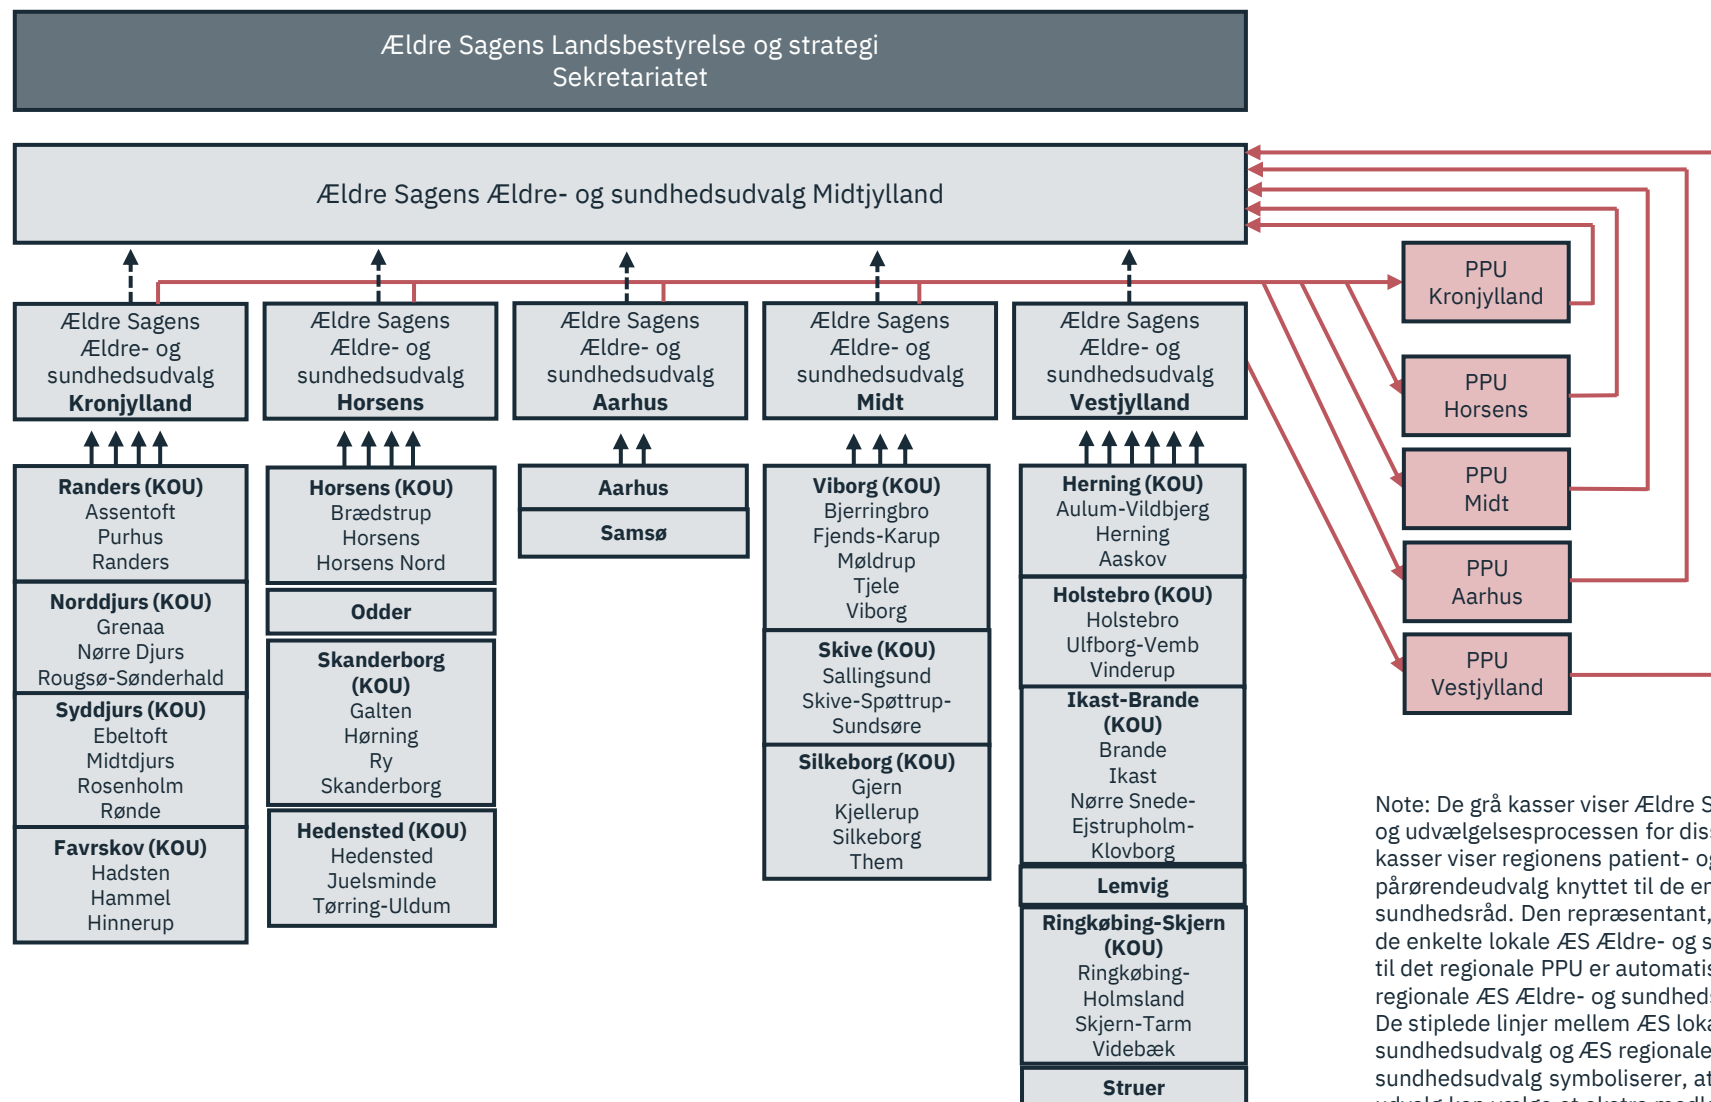 Ældre Sagens Landsbestyrelse og strategi
Sekretariatet
Ældre Sagens Ældre- og sundhedsudvalg Midtjylland
Ældre Sagens
Ældre- og
sundhedsudvalg
Kronjylland
Ældre Sagens
Ældre- og
sundhedsudvalg
Horsens
Ældre Sagens
Ældre- og
sundhedsudvalg
Aarhus
Ældre Sagens
Ældre- og
sundhedsudvalg
Midt
Ældre Sagens
Ældre- og
sundhedsudvalg
Vestjylland
Randers (KOU)
Assentoft
Purhus
Randers
Norddjurs (KOU)
Grenaa
Nørre Djurs
Rougsø-Sønderhald
Syddjurs (KOU)
Ebeltoft
Midtdjurs
Rosenholm
Rønde
Favrskov (KOU)
Hadsten
Hammel
Hinnerup
Horsens (KOU)
Brædstrup
Horsens
Horsens Nord
Odder
Skanderborg
(KOU)
Galten
Hørning
Ry
Skanderborg
Hedensted (KOU)
Hedensted
Juelsminde
Tørring-Uldum
Aarhus
Samsø
Viborg (KOU)
Bjerringbro
Fjends-Karup
Møldrup
Tjele
Viborg
Skive (KOU)
Sallingsund
Skive-Spøttrup-
Sundsøre
Silkeborg (KOU)
Gjern
Kjellerup
Silkeborg
Them
Herning (KOU)
Aulum-Vildbjerg
Herning
Aaskov
Holstebro (KOU)
Holstebro
Ulfborg-Vemb
Vinderup
Ikast-Brande
(KOU)
Brande
Ikast
Nørre Snede-
Ejstrupholm-
Klovborg
Lemvig
Ringkøbing-Skjern
(KOU)
Ringkøbing-
Holmsland
Skjern-Tarm
Videbæk
Struer
PPU
Kronjylland
PPU
Horsens
PPU
Midt
PPU
Aarhus
PPU
Vestjylland
Note: De grå kasser viser Ældre
og udvælgelsesprocessen for
kasser viser regionens patient-
pårørendeudvalg knyttet til de
sundhedsråd. Den repræsentant,
de enkelte lokale ÆS Ældre- og
til det regionale PPU er
regionale ÆS Ældre- og
De stiplede linjer mellem ÆS
sundhedsudvalg og ÆS regionale
sundhedsudvalg symboliserer, at